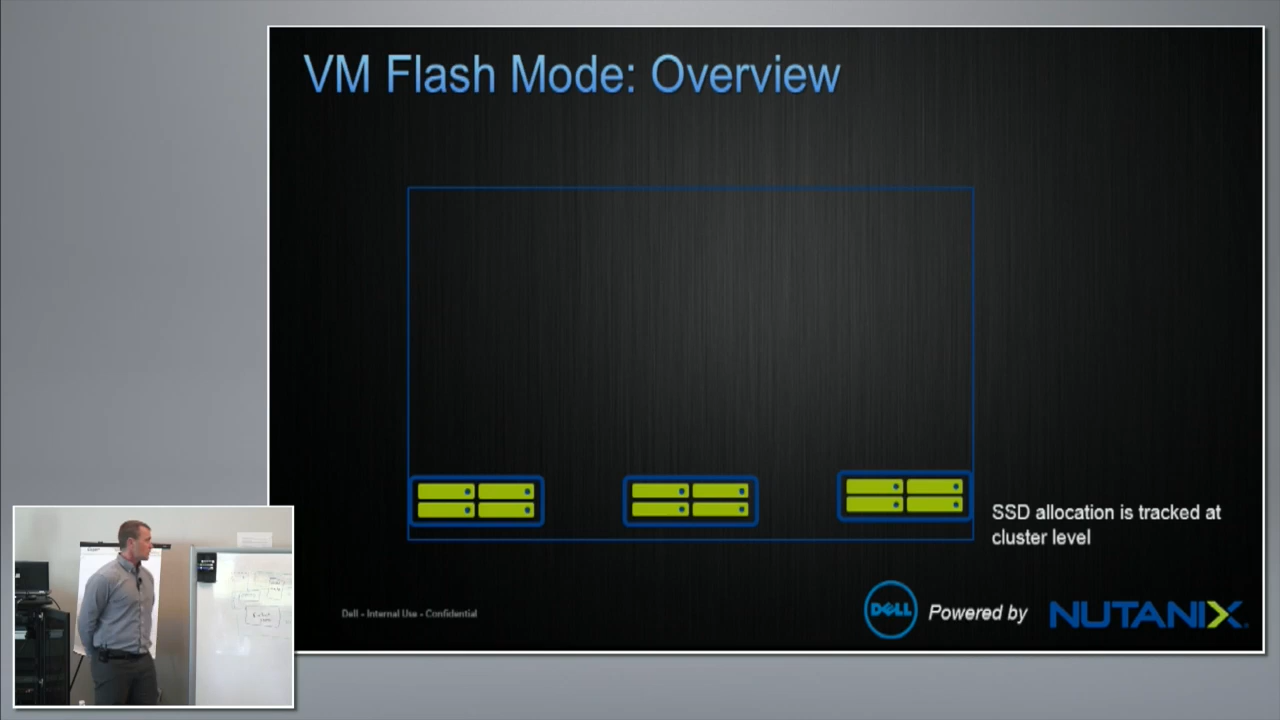 VM Flash Mode: Overview
SSD allocation is tracked at
cluster level
Dell - Internal Use - Confidential
DELL
Powered by
NUTANIX